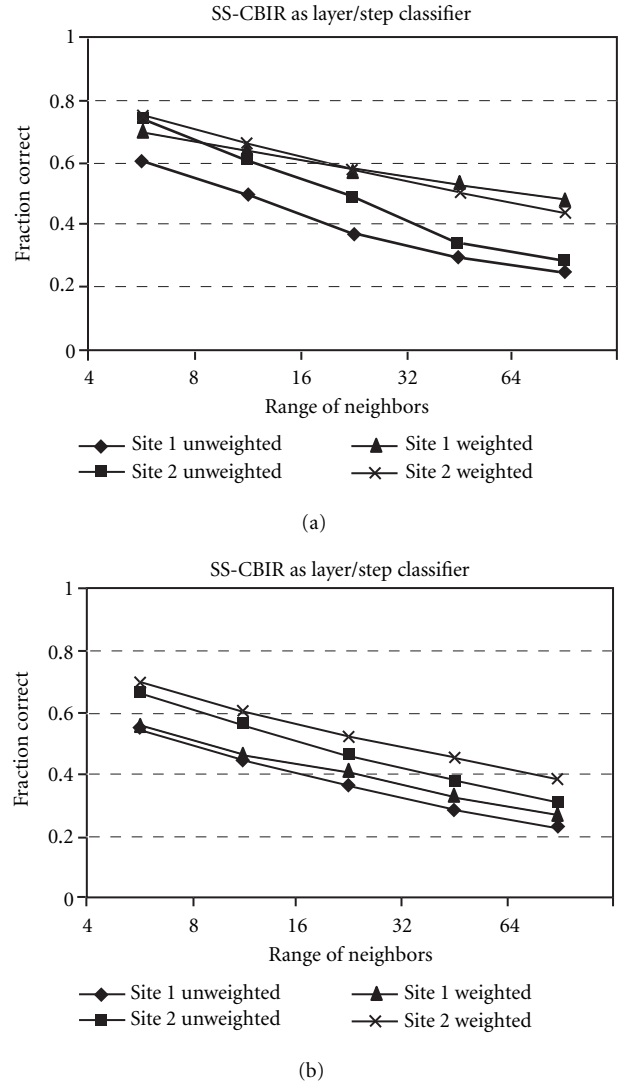 SS-CBIR as layer/step classifier
1
0.8
0.6
0.4
0.2
0
Fraction correct
4 8 16 32 64
Range of neighbors
Site 1 unweighted Site 1 weighted
Site 2 unweighted Site 2 weighted
(a)
SS-CBIR as layer/step classifier
1
0.8
0.6
0.4
0.2
0
Fraction correct
4 8 16 32 64
Range of neighbors
Site 1 unweighted Site 1 weighted
Site 2 unweighted Site 2 weighted
(b)